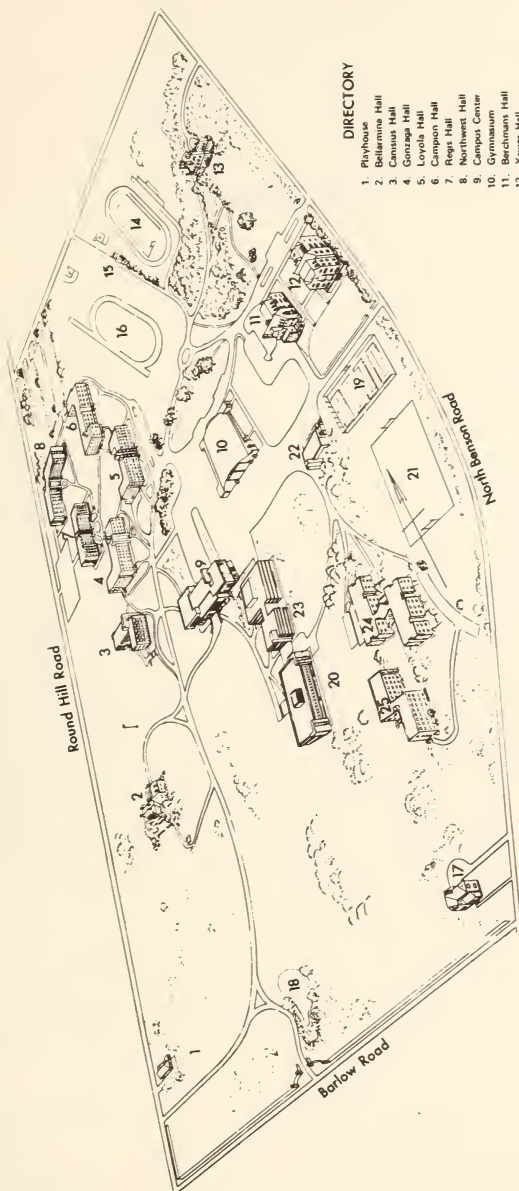 Round Hill Road
Barlow Road
North Benson Road
1
2
3
4
5
6
8
9
10
11
12
13
14
15
16
17
18
19
20
21
22
23
24
25
DIRECTORY
1. Playhouse
2. Bellarmine Hall
3. Canisius Hall
4. Gonzaga Hall
5. Loyola Hall
6. Campion Hall
7. Regis Hall
8. Northwest Hall
9. Campus Center
10. Gymnasium
11. Berchmans Hall